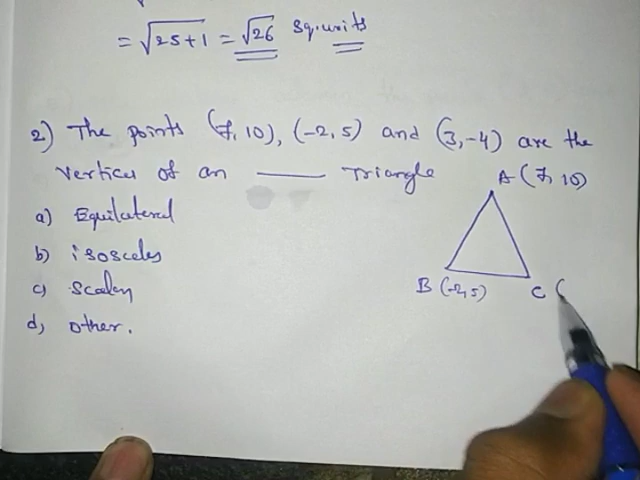 = √25+1 = √26 sq.units
2) The points (7, 10), (-2, 5) and (3, -4) are the
vertices of an ____ Triangle
A (7, 10)
a) Equilateral
b) isosceles
c) Scalen
B (-2, 5) C (
d) other.